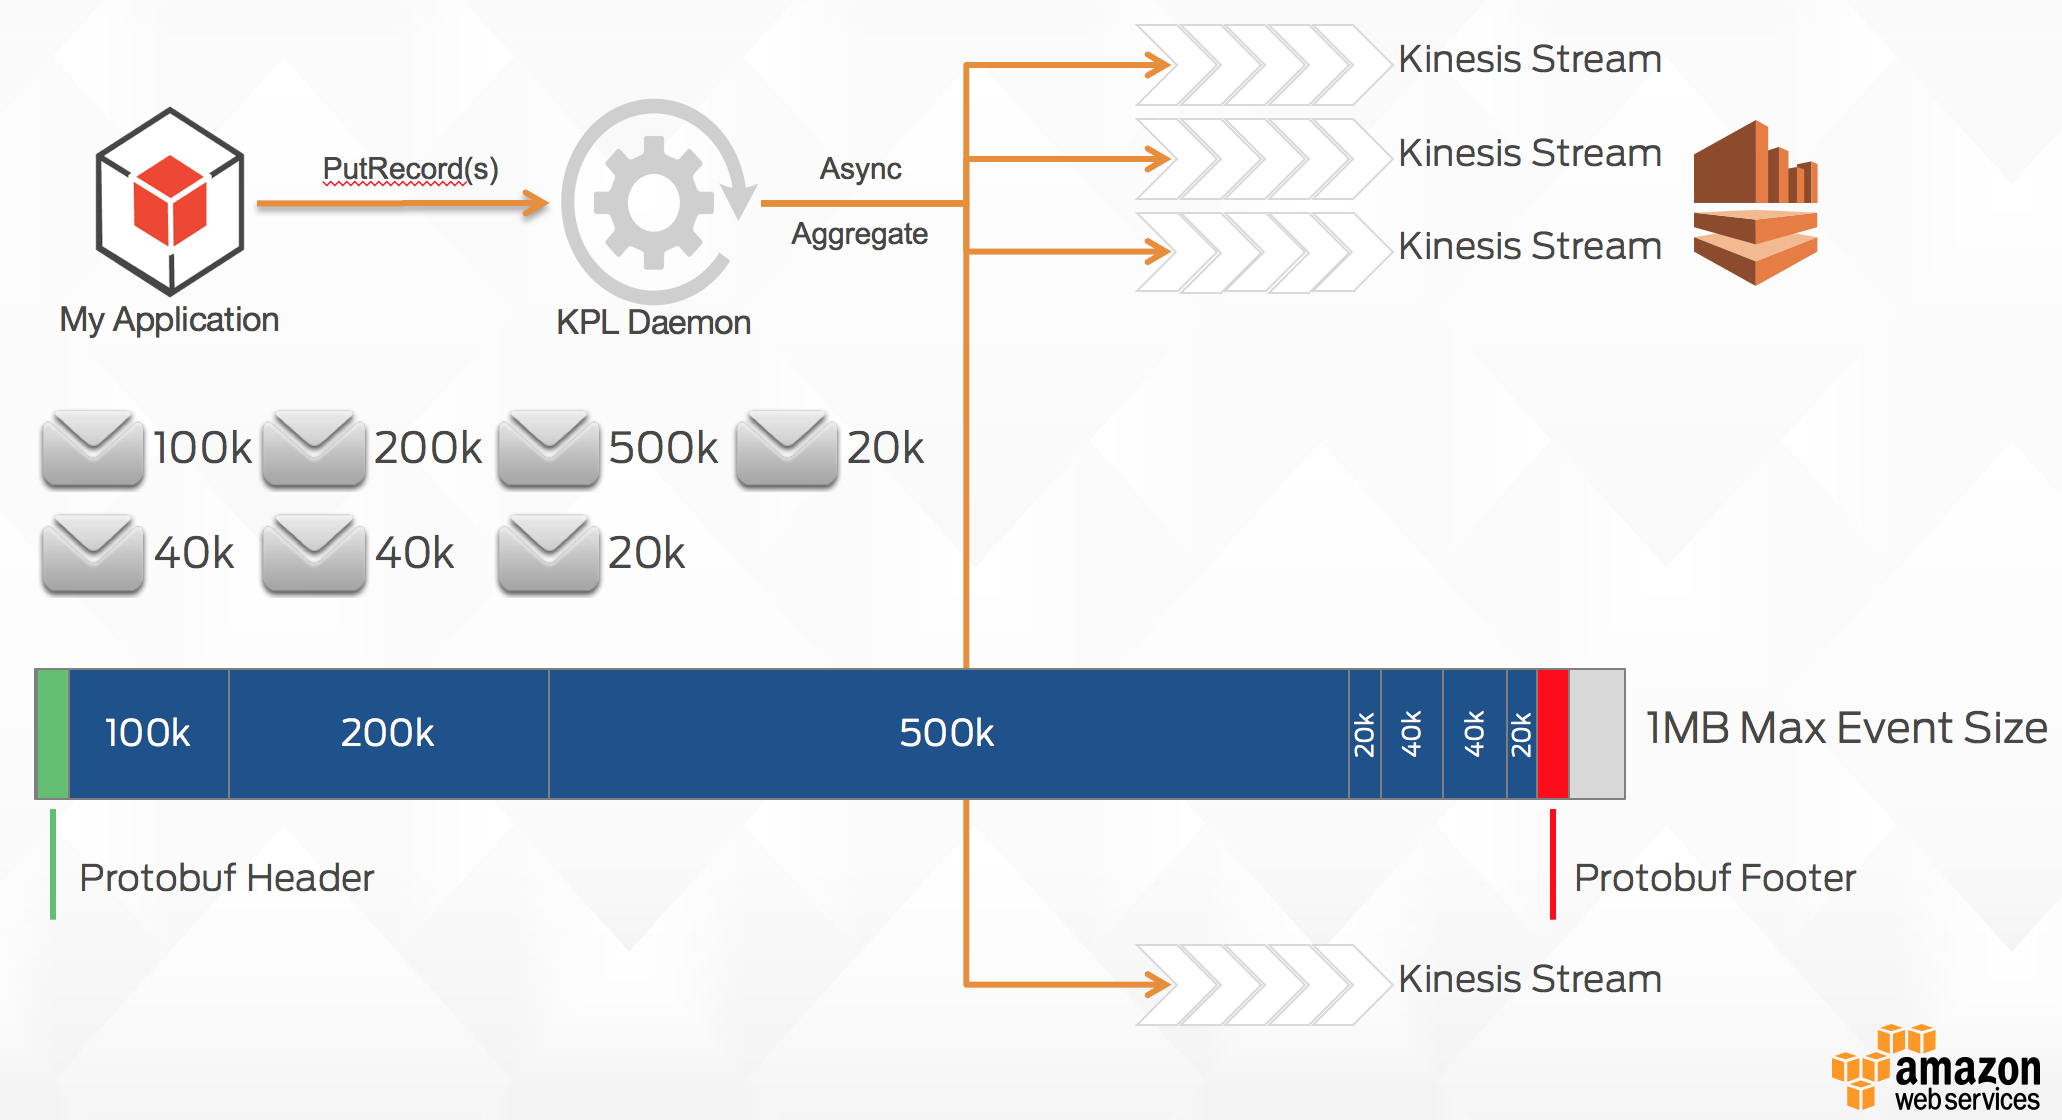 Kinesis Stream
Kinesis Stream
Kinesis Stream
PutRecord(s)
Async
Aggregate
My Application
KPL Daemon
100k 200k 500k 20k
40k 40k 20k
100k 200k 500k 20k 40k 40k 20k
1MB Max Event Size
Protobuf Header
Protobuf Footer
Kinesis Stream
amazon
web services